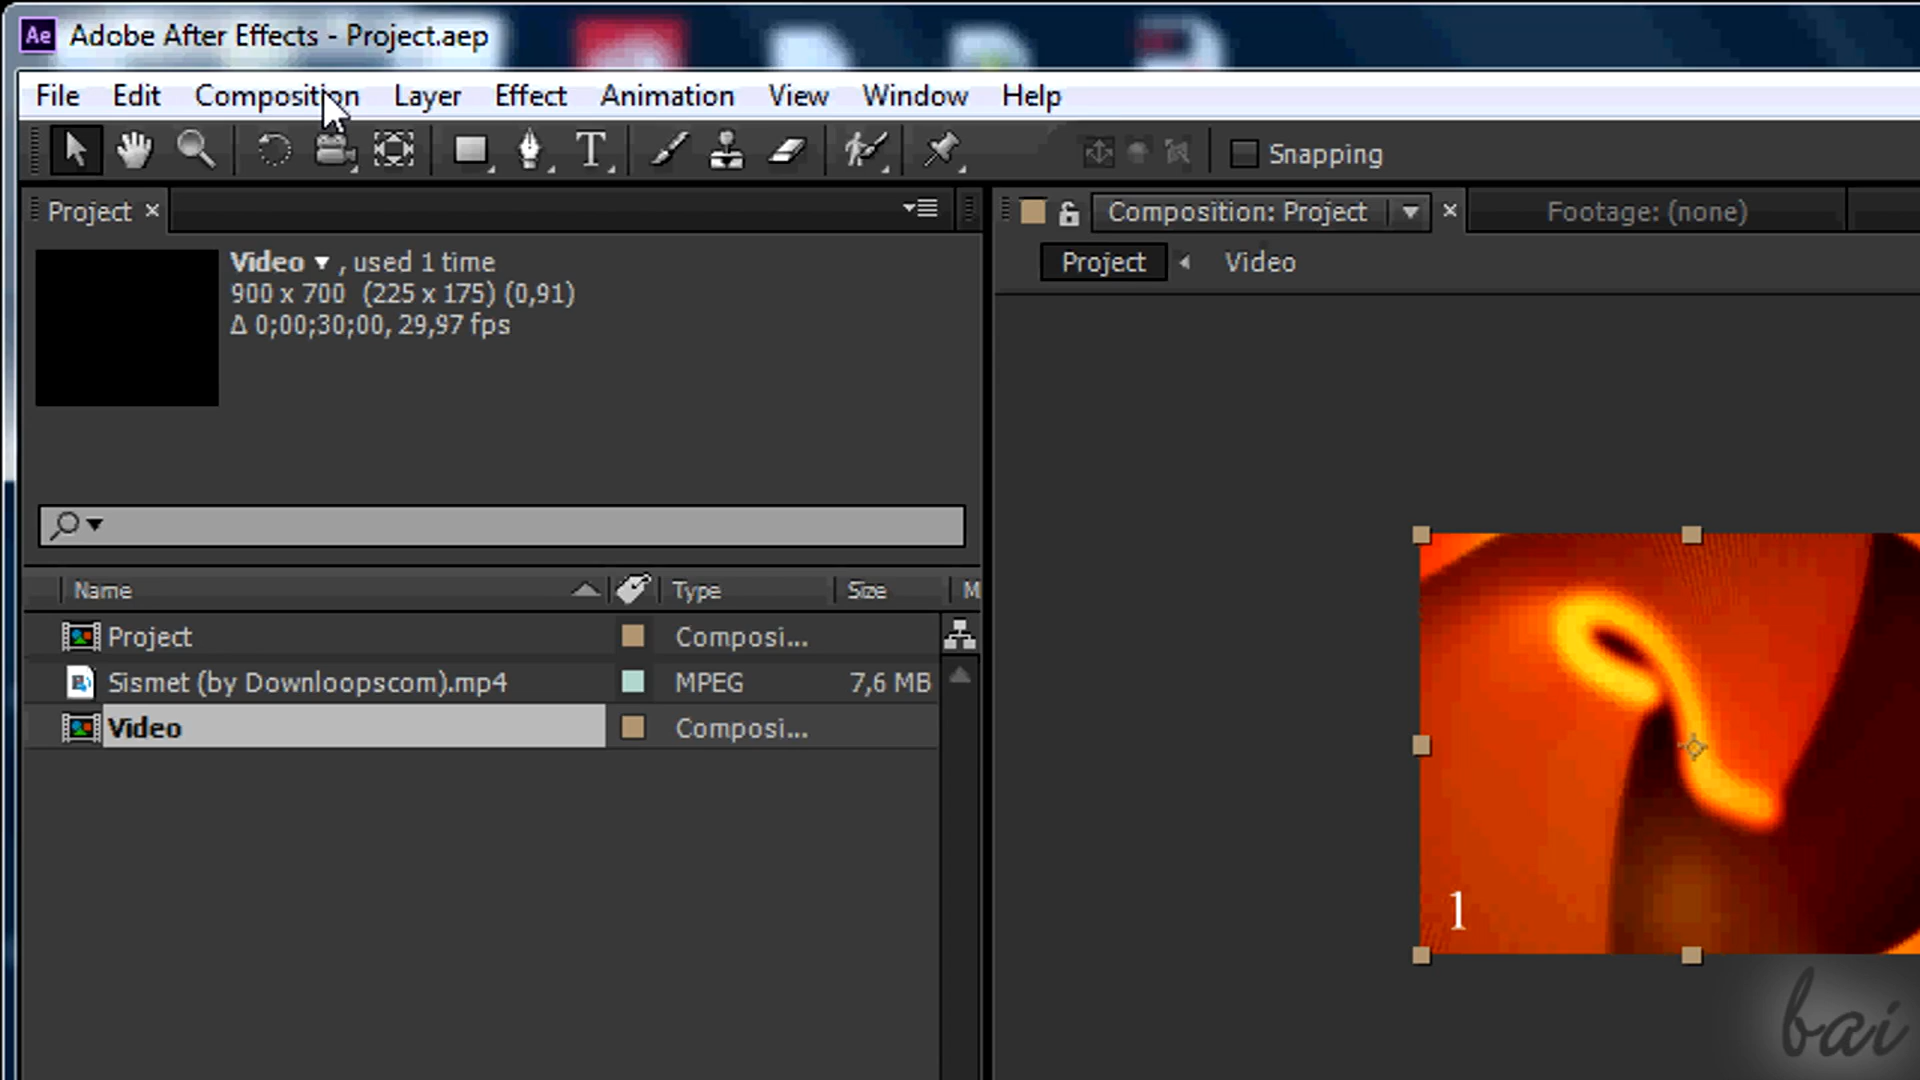 Ae Adobe After Effects - Project.aep
File Edit Composition Layer Effect Animation View Window Help
T Snapping
Project × Composition: Project × Footage: (none)
Project Video
Video , used 1 time
900 x 700 (225 x 175) (0,91)
Δ 0;00;30;00, 29,97 fps
Name Type Size M
Project Composi...
Sismet (by Downloopscom).mp4 MPEG 7,6 MB
Video Composi...
1
bai